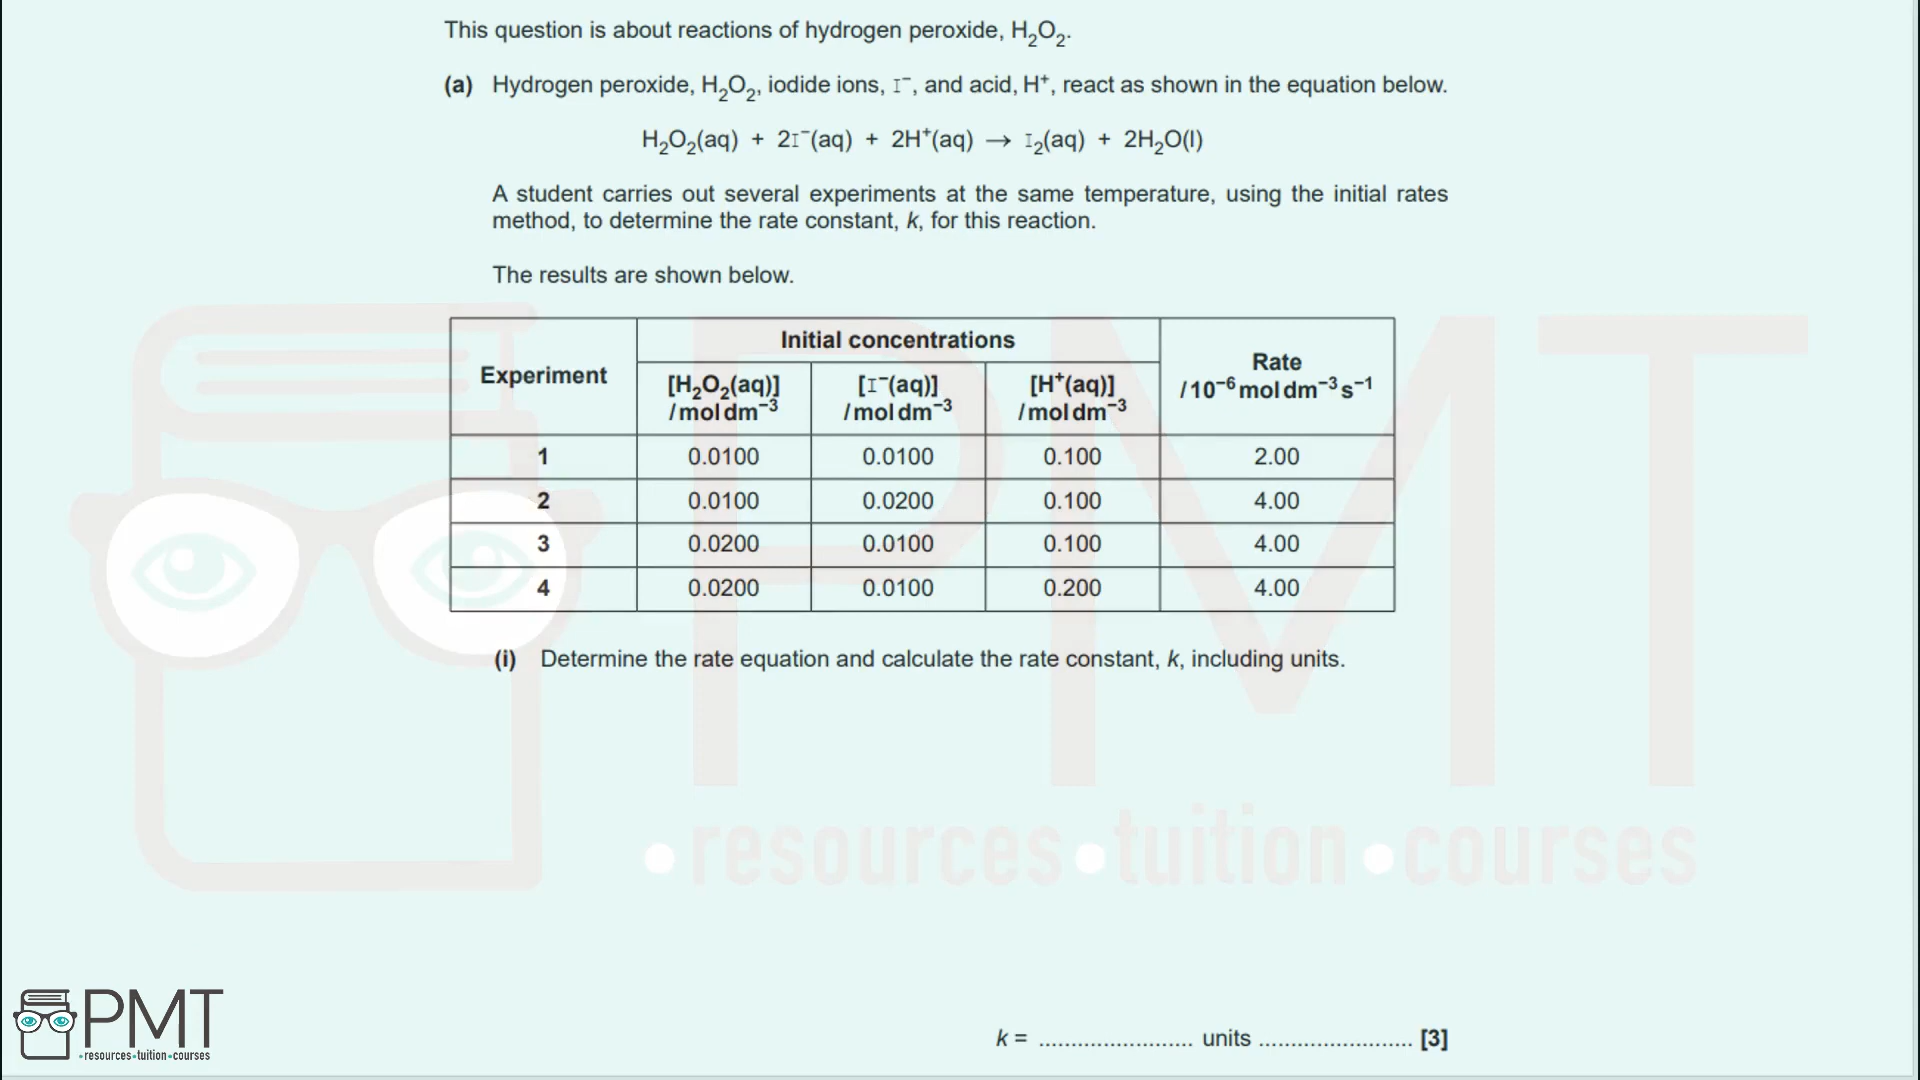 This question is about reactions of hydrogen peroxide, H₂O₂.
(a) Hydrogen peroxide, H₂O₂, iodide ions, I⁻, and acid, H⁺, react as shown in the equation below.
H₂O₂(aq) + 2I⁻(aq) + 2H⁺(aq) → I₂(aq) + 2H₂O(l)
A student carries out several experiments at the same temperature, using the initial rates
method, to determine the rate constant, k, for this reaction.
The results are shown below.
Experiment
Initial concentrations
Rate
/ 10⁻⁶ mol dm⁻³ s⁻¹
[H₂O₂(aq)]
/ mol dm⁻³
[I⁻(aq)]
/ mol dm⁻³
[H⁺(aq)]
/ mol dm⁻³
1 0.0100 0.0100 0.100 2.00
2 0.0100 0.0200 0.100 4.00
3 0.0200 0.0100 0.100 4.00
4 0.0200 0.0100 0.200 4.00
(i) Determine the rate equation and calculate the rate constant, k, including units.
PMT
•resources•tuition•courses
k = ........................ units ........................ [3]
PMT
•resources•tuition•courses